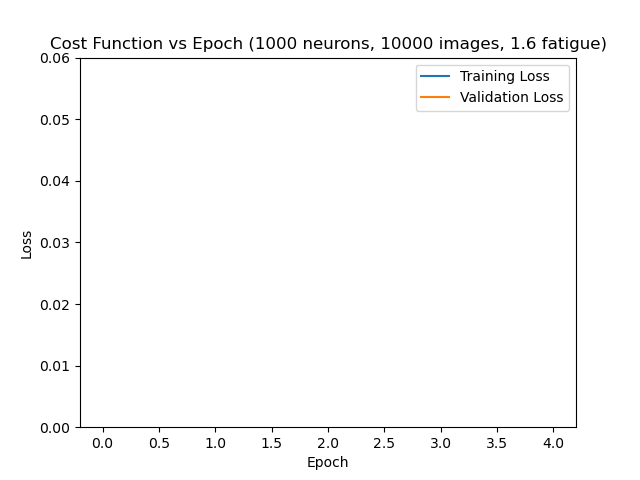 Cost Function vs Epoch (1000 neurons, 10000 images, 1.6 fatigue)
Training Loss
Validation Loss
0.06
0.05
0.04
0.03
0.02
0.01
0.00
Loss
0.0 0.5 1.0 1.5 2.0 2.5 3.0 3.5 4.0
Epoch